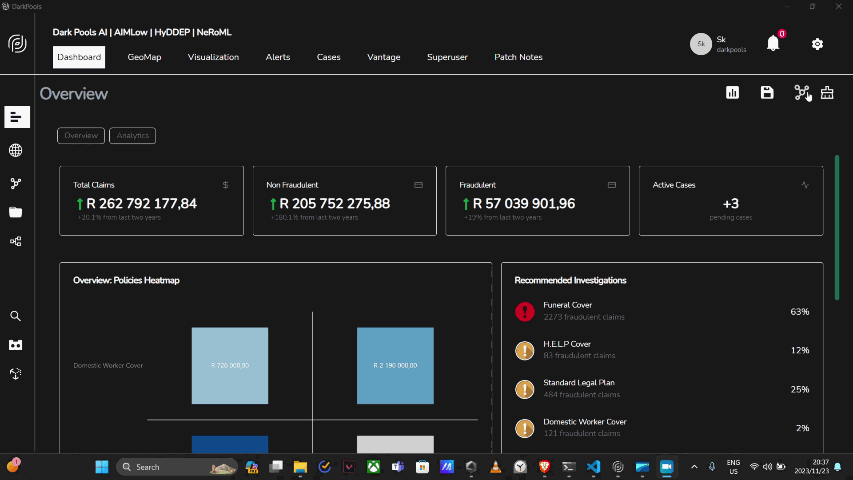 DarkPools
Dark Pools AI | AIMLow | HyDDEP | NeRoML
Sk
Sk
darkpools
0
Dashboard GeoMap Visualization Alerts Cases Vantage Superuser Patch Notes
Overview
Overview Analytics
Total Claims
R 262 792 177,84
+20.1% from last two years
Non Fraudulent
R 205 752 275,88
+180.1% from last two years
Fraudulent
R 57 039 901,96
+19% from last two years
Active Cases
+3
pending cases
Overview: Policies Heatmap
Domestic Worker Cover
R 726 000,00
R 2 190 000,00
Recommended Investigations
Funeral Cover
2273 fraudulent claims
63%
H.E.L.P Cover
83 fraudulent claims
12%
Standard Legal Plan
484 fraudulent claims
25%
Domestic Worker Cover
121 fraudulent claims
2%
1
Search
ENG
US
20:37
2023/11/23